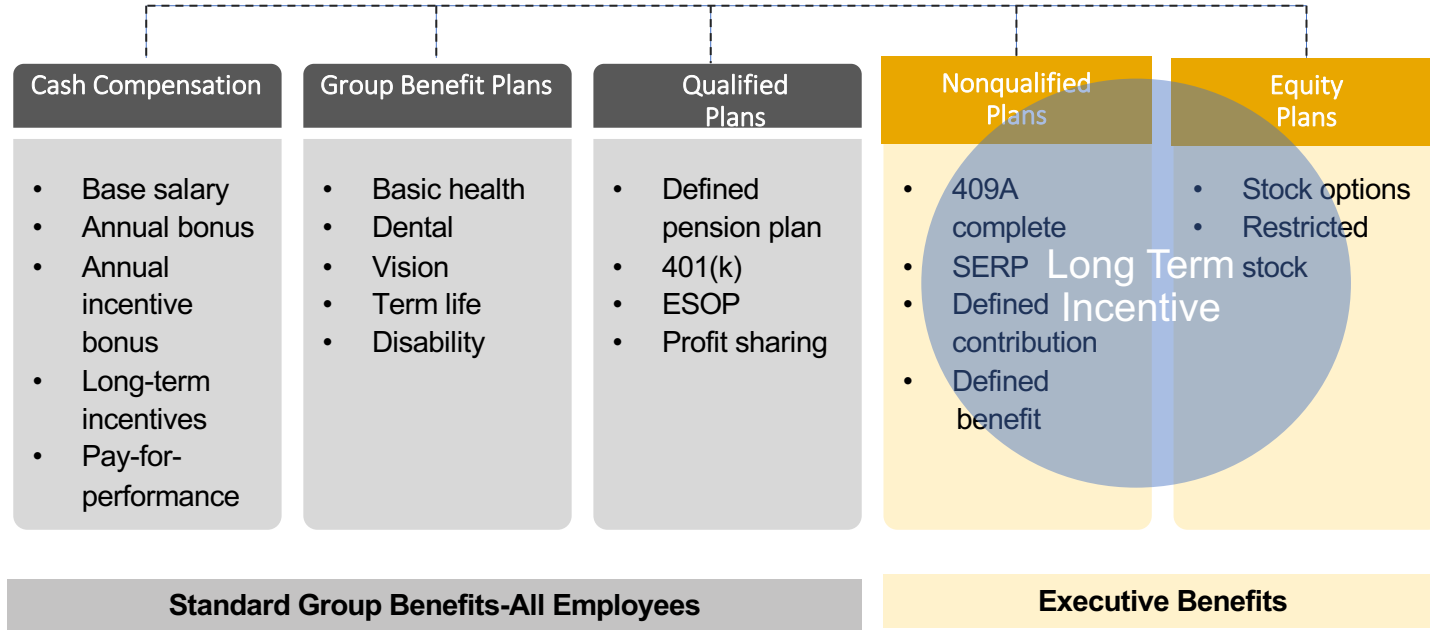 Cash Compensation
• Base salary
• Annual bonus
• Annual
incentive
bonus
• Long-term
incentives
• Pay-for-
performance
Group Benefit Plans
• Basic health
• Dental
• Vision
• Term life
• Disability
Qualified
Plans
• Defined
pension plan
• 401(k)
• ESOP
• Profit sharing
Nonqualified
Plans
• 409A
complete
• SERP
• Defined
contribution
• Defined
benefit
Equity
Plans
• Stock options
• Restricted
stock
Long Term
Incentive
Standard Group Benefits-All Employees
Executive Benefits